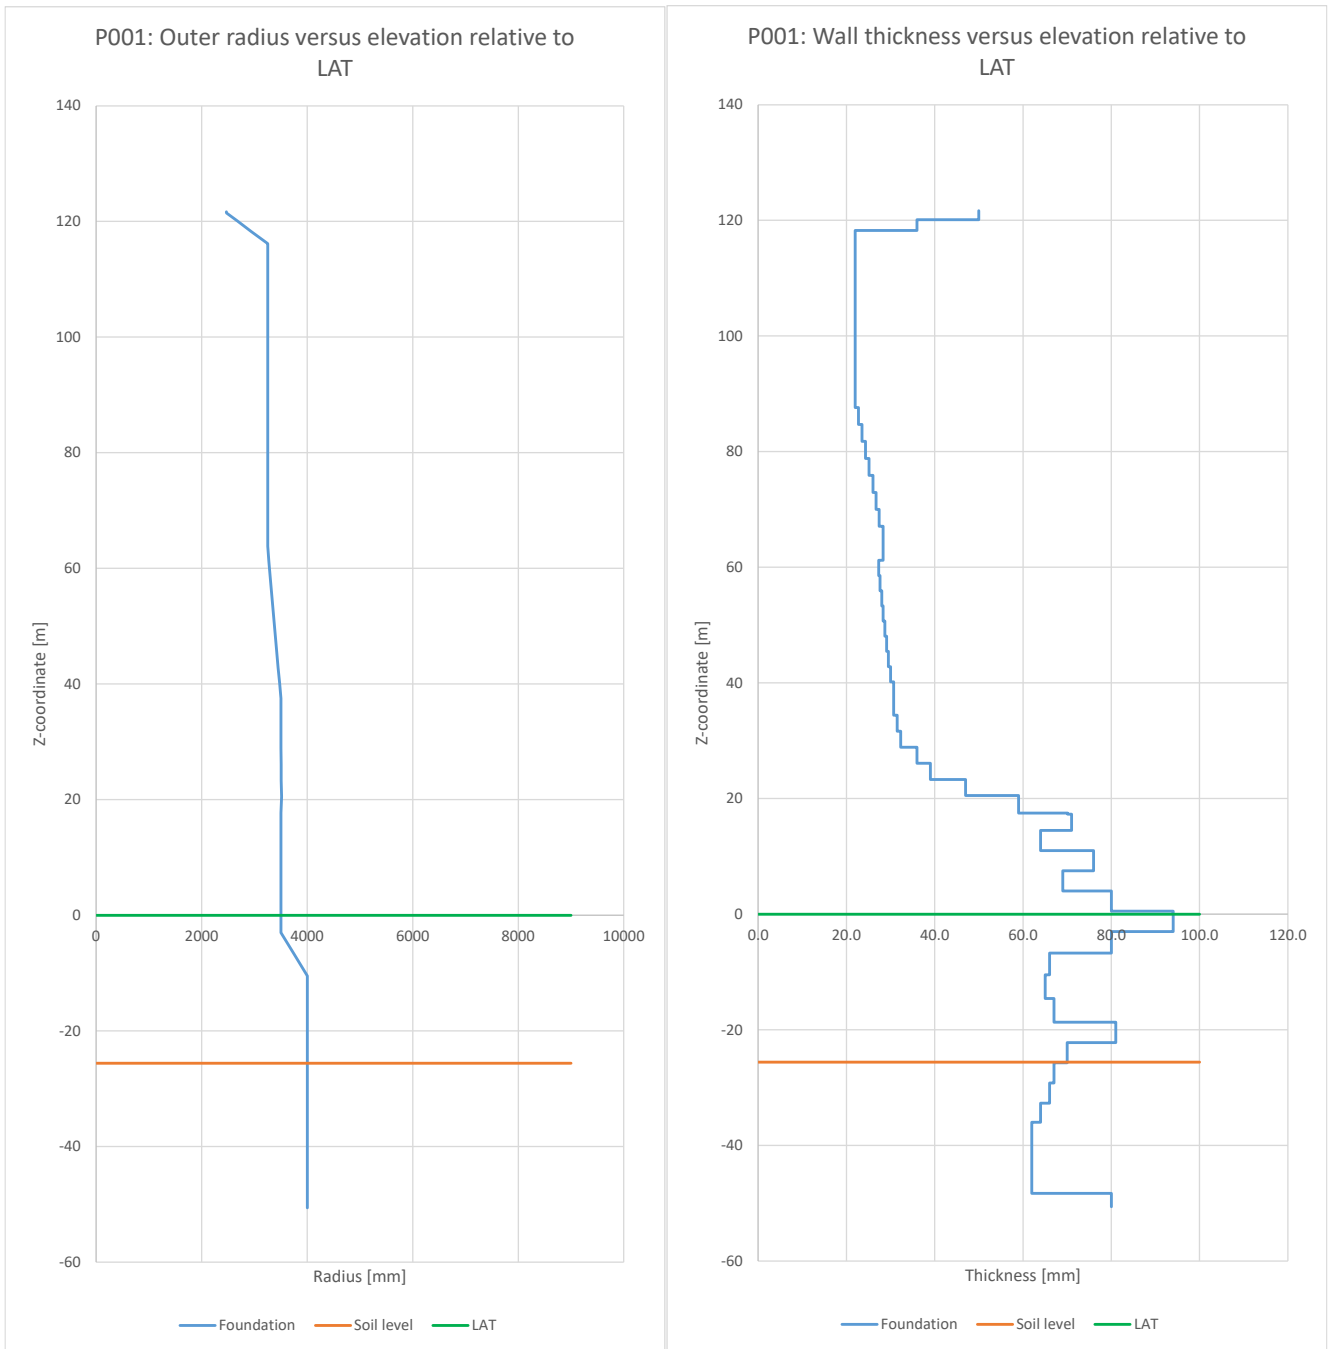 P001: Outer radius versus elevation relative to
LAT
140
120
100
80
60
40
20
0
-20
-40
-60
0
2000
4000
6000
8000
10000
Z-coordinate [m]
Radius [mm]
Foundation
Soil level
LAT
P001: Wall thickness versus elevation relative to
LAT
140
120
100
80
60
40
20
0
-20
-40
-60
0.0
20.0
40.0
60.0
80.0
100.0
120.0
Z-coordinate [m]
Thickness [mm]
Foundation
Soil level
LAT